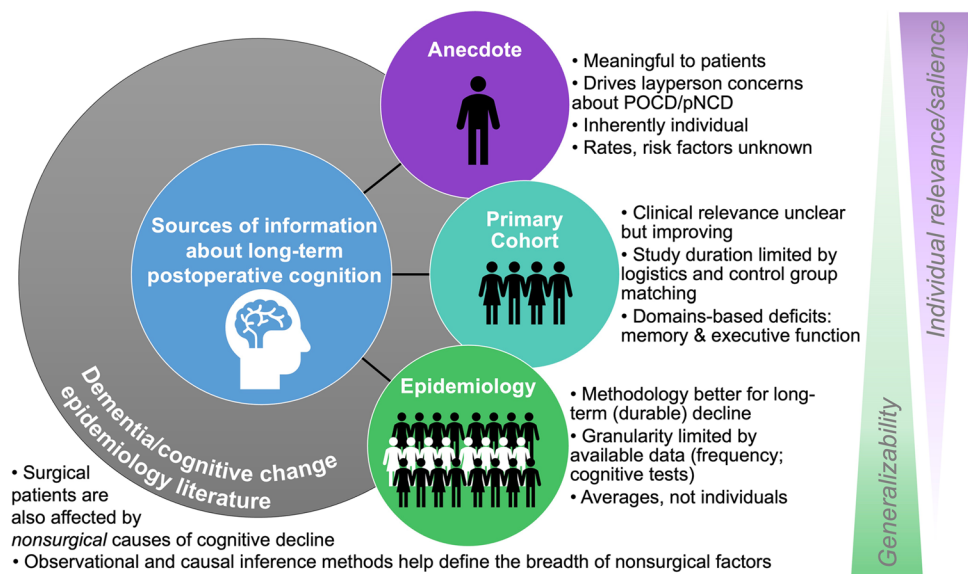 Anecdote
• Meaningful to patients
• Drives layperson concerns
about POCD/pNCD
• Inherently individual
• Rates, risk factors unknown
Sources of information
about long-term
postoperative cognition
Primary
Cohort
• Clinical relevance unclear
but improving
• Study duration limited by
logistics and control group
matching
• Domains-based deficits:
memory & executive function
Epidemiology
• Methodology better for long-
term (durable) decline
• Granularity limited by
available data (frequency;
cognitive tests)
• Averages, not individuals
Dementia/cognitive change
epidemiology literature
• Surgical
patients are
also affected by
nonsurgical causes of cognitive decline
• Observational and causal inference methods help define the breadth of nonsurgical factors
Generalizability
Individual relevance/salience